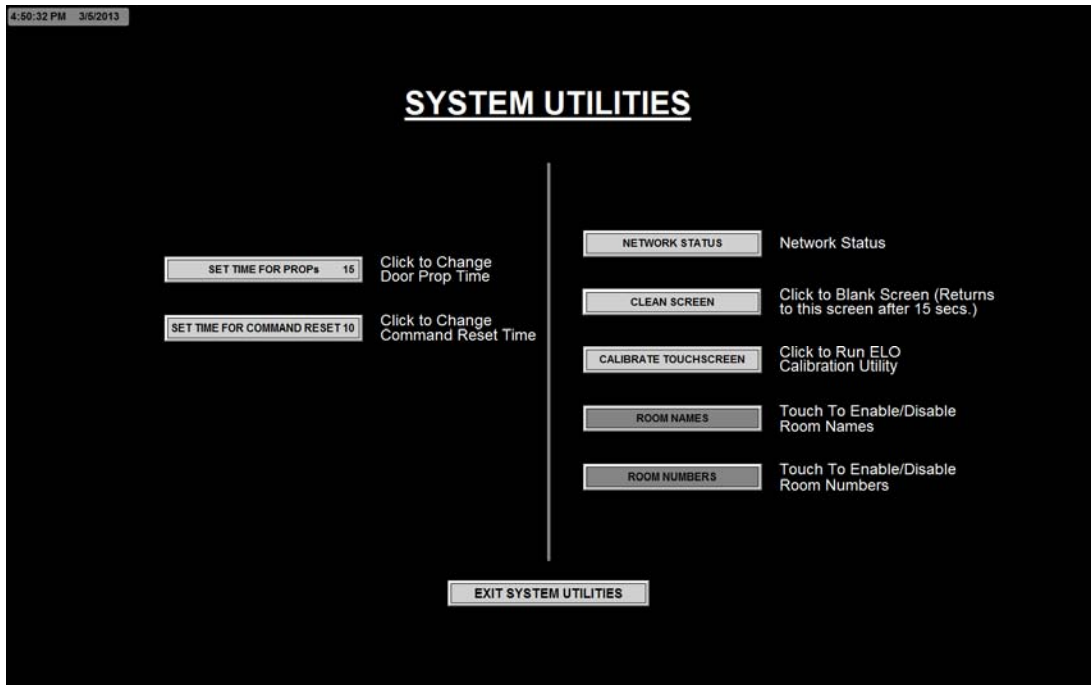 4:50:32 PM 3/5/2013
SYSTEM UTILITIES
SET TIME FOR PROPs 15
Click to Change
Door Prop Time
SET TIME FOR COMMAND RESET 10
Click to Change
Command Reset Time
NETWORK STATUS
Network Status
CLEAN SCREEN
Click to Blank Screen (Returns
to this screen after 15 secs.)
CALIBRATE TOUCHSCREEN
Click to Run ELO
Calibration Utility
ROOM NAMES
Touch To Enable/Disable
Room Names
ROOM NUMBERS
Touch To Enable/Disable
Room Numbers
EXIT SYSTEM UTILITIES